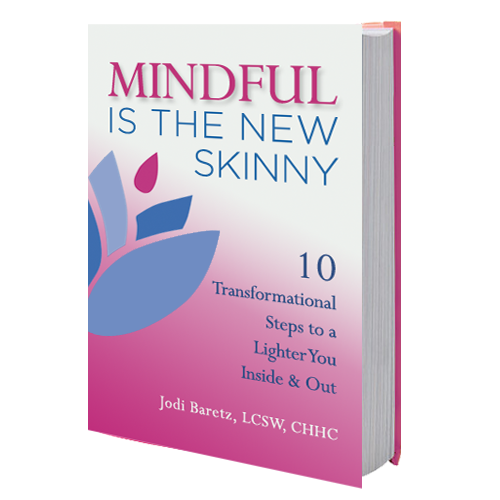 MINDFUL
IS THE NEW
SKINNY
10
Transformational
Steps to a
Lighter You
Inside & Out
Jodi Baretz, LCSW, CHHC